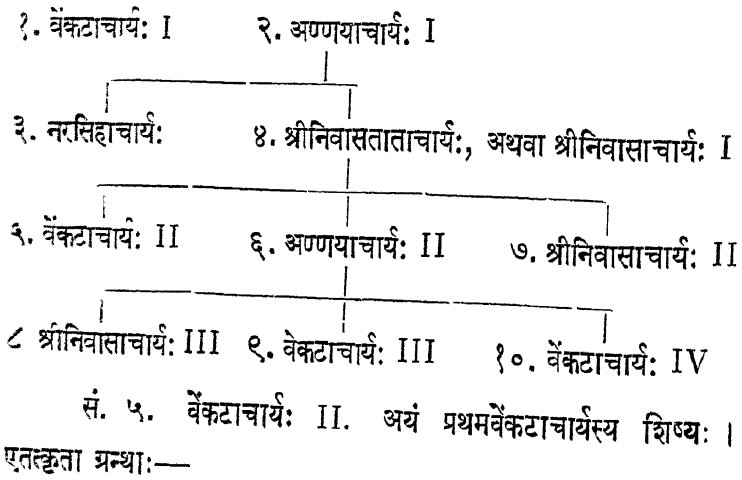 १. वेंकटाचार्यः I २. अण्णयाचार्यः I
३. नरसिहाचार्यः ४. श्रीनिवासताताचार्यः, अथवा श्रीनिवासाचार्यः I
५. वेंकटाचार्यः II ६. अण्णयाचार्यः II ७. श्रीनिवासाचार्यः II
८ श्रीनिवासाचार्यः III ९. वेकटाचार्यः III १०. वेंकटाचार्यः IV
सं. ५. वेंकटाचार्यः II. अयं प्रथमवेंकटाचार्यस्य शिष्यः ।
एतत्कृता ग्रन्थाः—